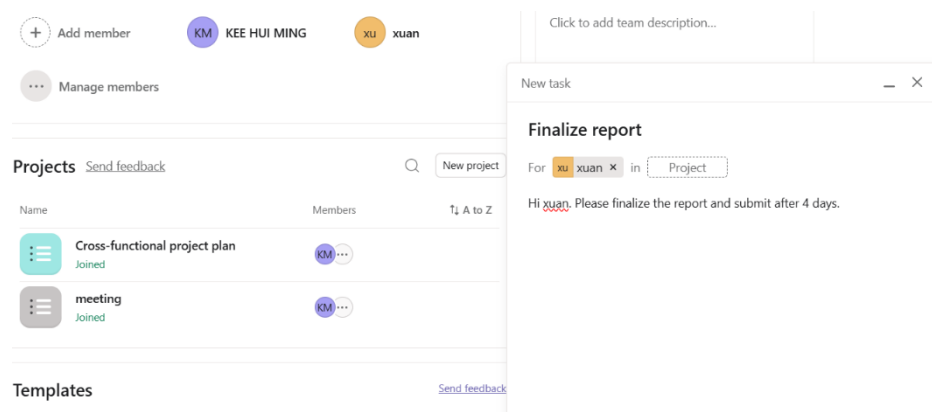 Add member
KM KEE HUI MING
xu xuan
Click to add team description...
Manage members
Projects Send feedback
New project
Name Members ↑↓ A to Z
Cross-functional project plan
Joined
KM
meeting
Joined
KM
Templates Send feedback
New task
Finalize report
For xu xuan × in Project
Hi xuan. Please finalize the report and submit after 4 days.